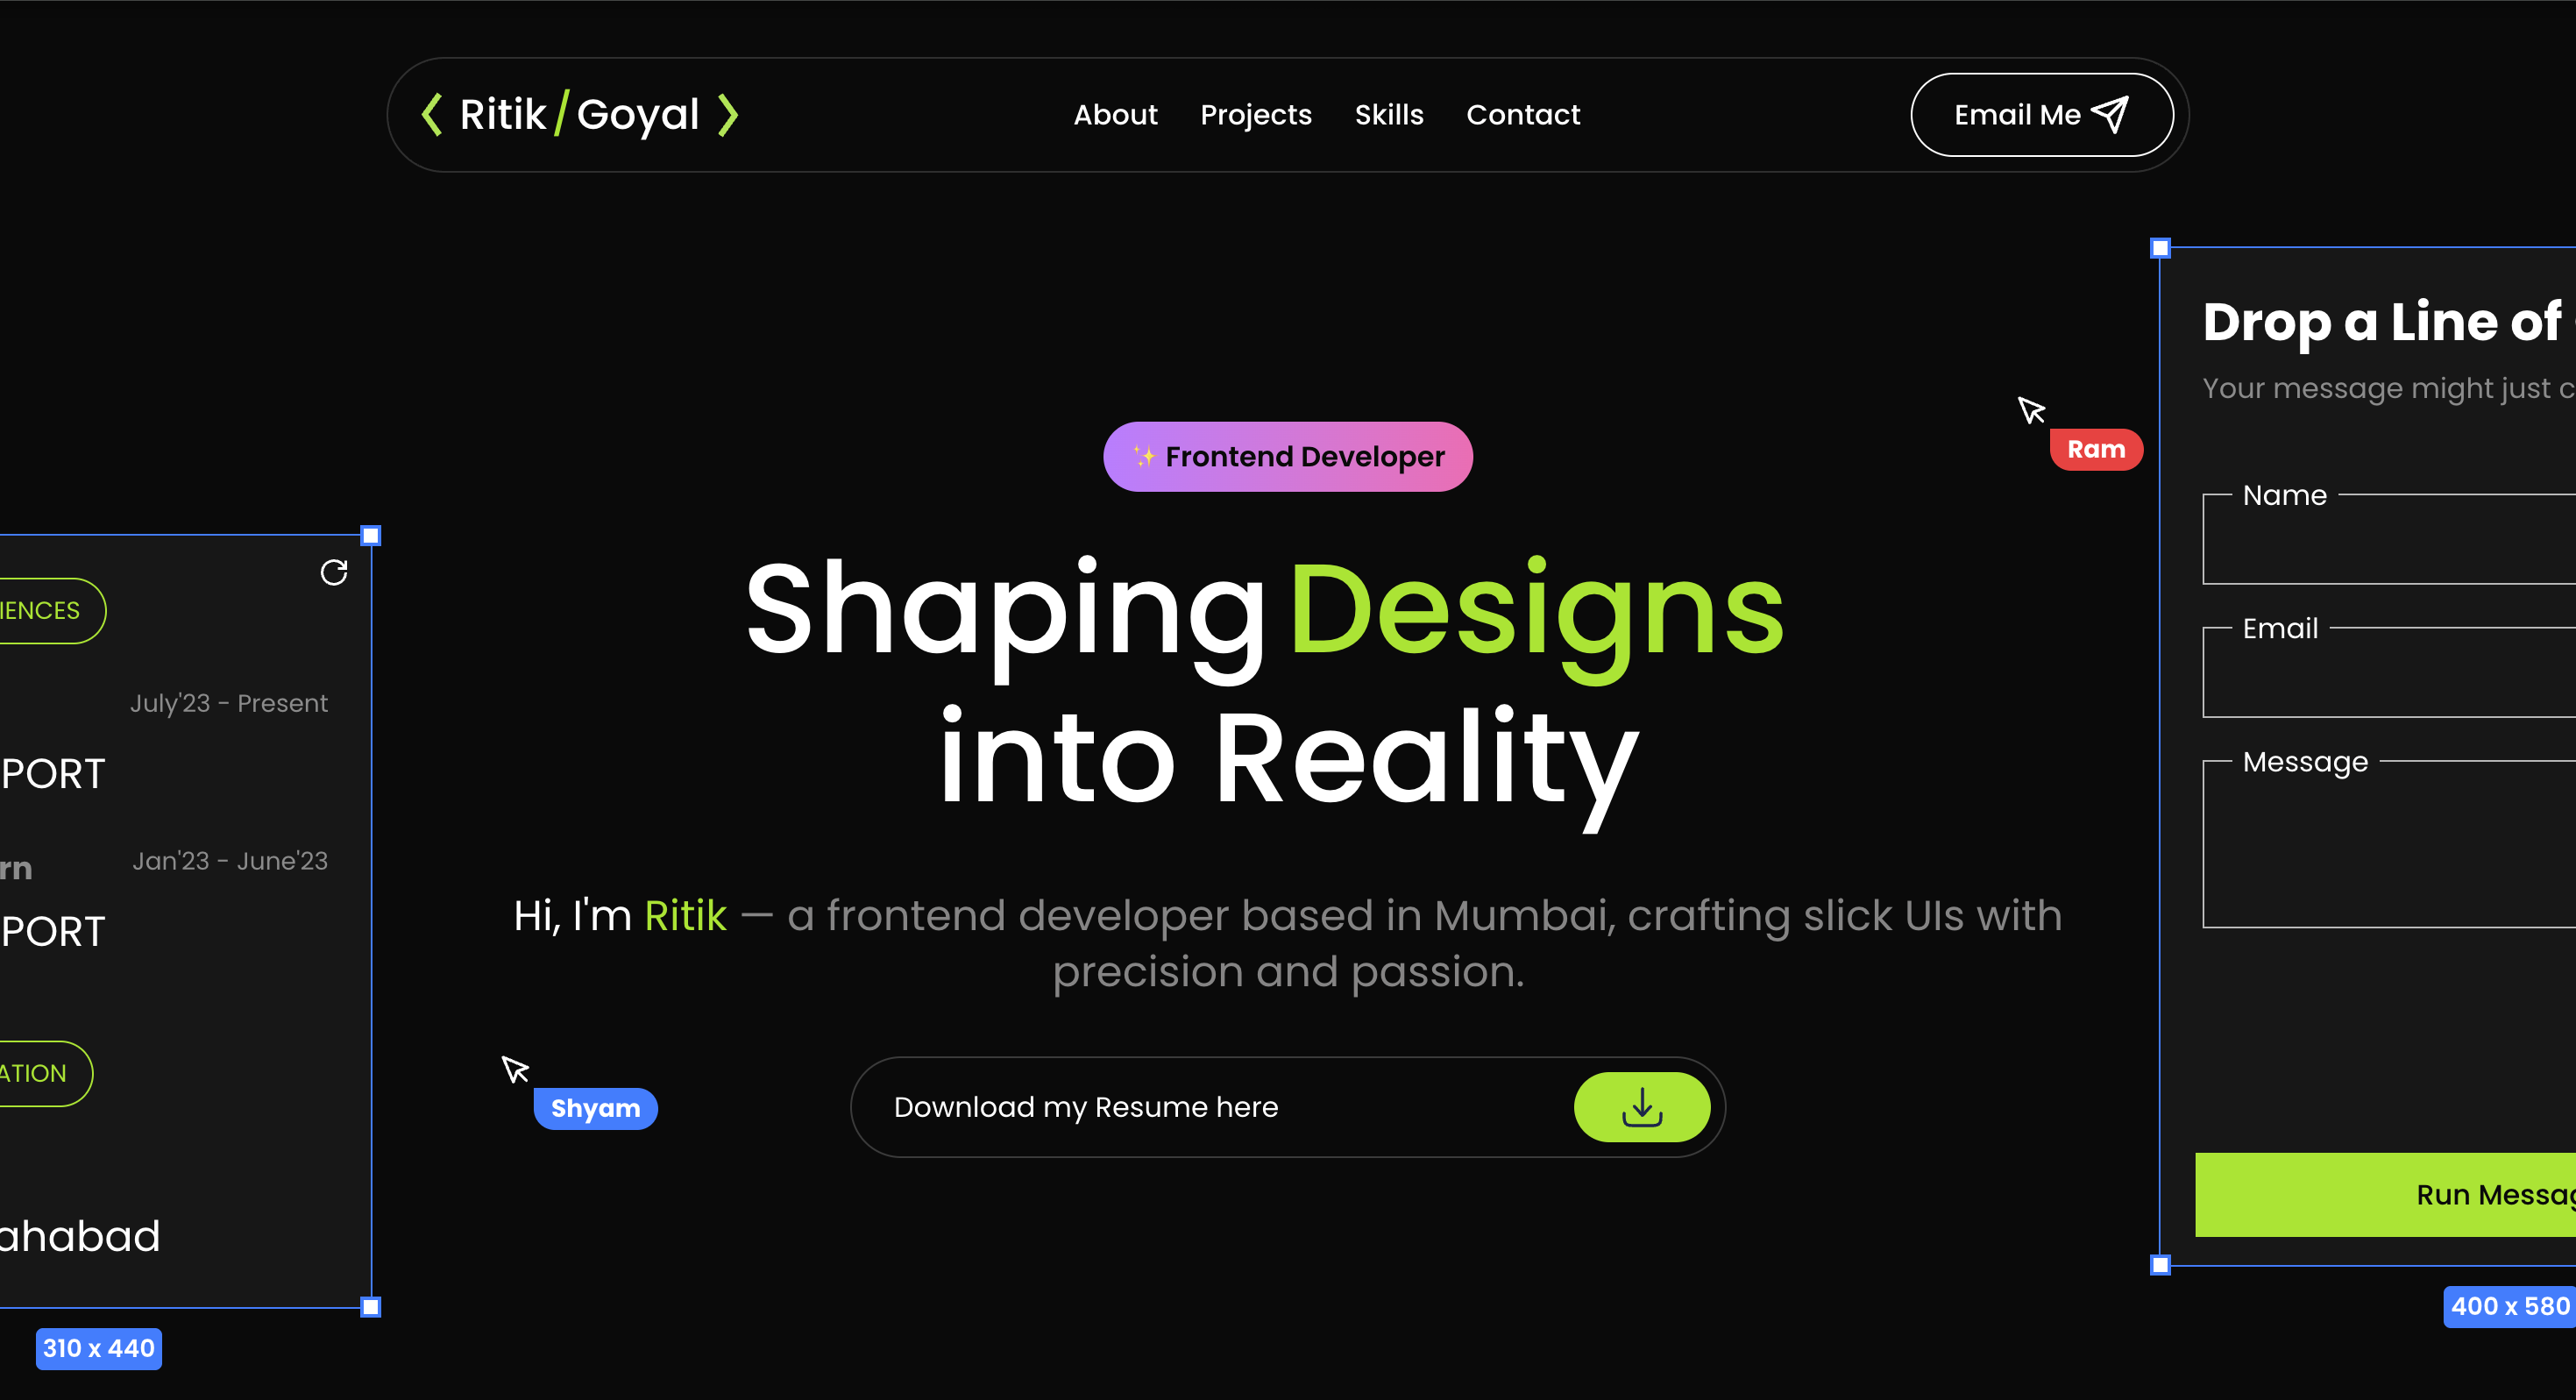 Ritik/Goyal
About Projects Skills Contact
Email Me
✨ Frontend Developer
Shaping Designs
into Reality
Hi, I'm Ritik — a frontend developer based in Mumbai, crafting slick UIs with
precision and passion.
Download my Resume here
Shyam
Ram
IENCES
July'23 - Present
PORT
rn
Jan'23 - June'23
PORT
ATION
ahabad
310 x 440
Drop a Line of
Your message might just c
Name
Email
Message
Run Messag
400 x 580